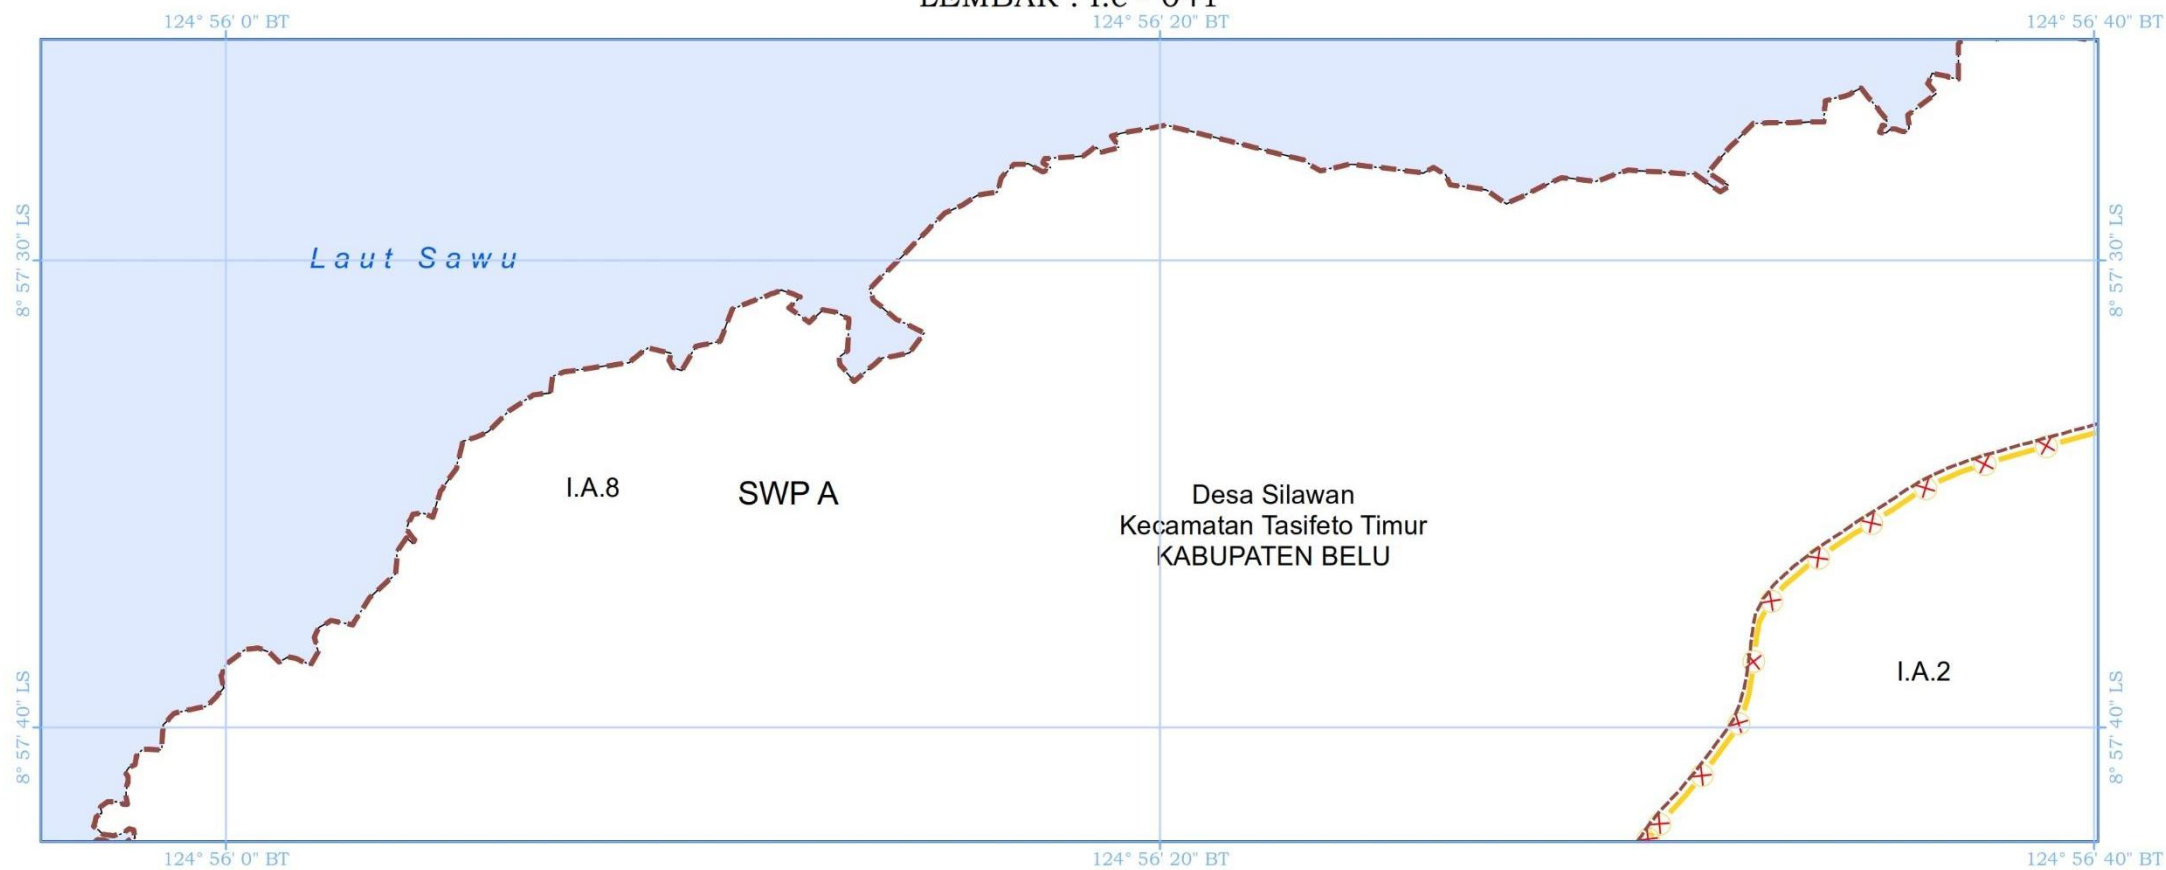 124° 56' 0" BT
124° 56' 20" BT
124° 56' 40" BT
8° 57' 30" LS
8° 57' 30" LS
Laut Sawu
I.A.8
SWP A
Desa Silawan
Kecamatan Tasifeto Timur
KABUPATEN BELU
I.A.2
8° 57' 40" LS
8° 57' 40" LS
124° 56' 0" BT
124° 56' 20" BT
124° 56' 40" BT